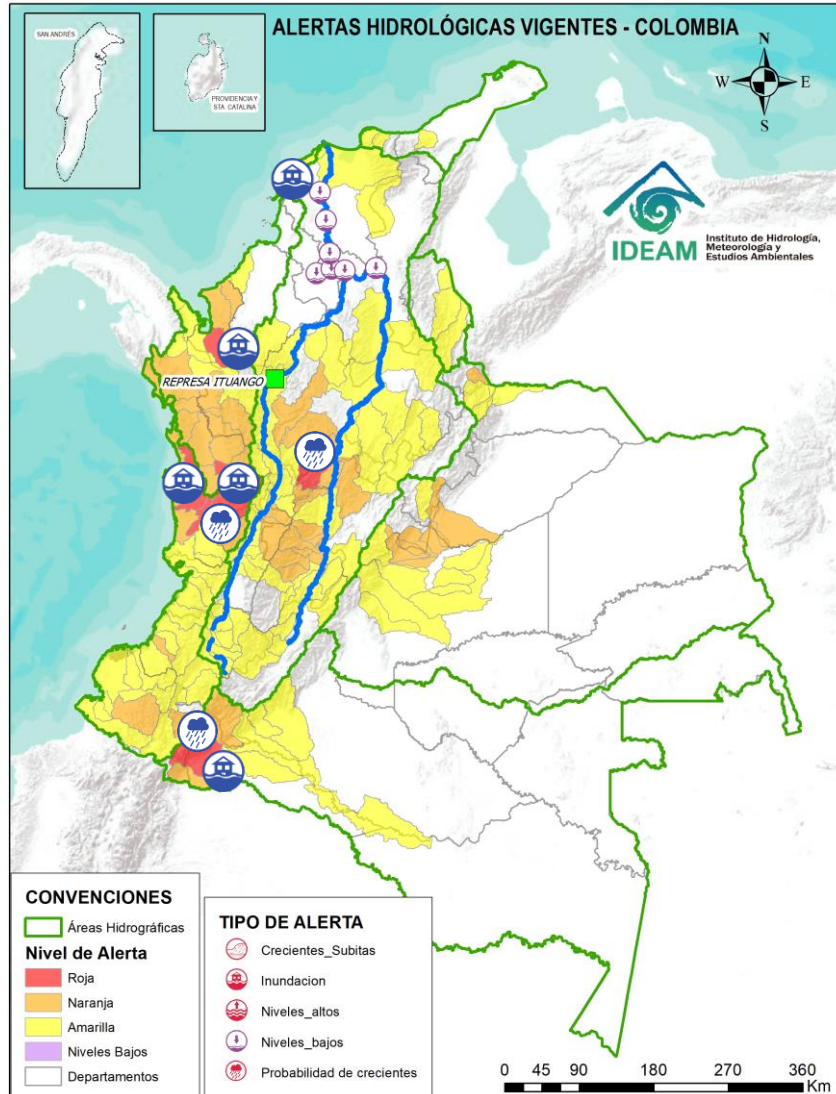 ALERTAS HIDROLÓGICAS VIGENTES - COLOMBIA
SAN ANDRÉS
PROVIDENCIA Y
STA. CATALINA
N
W
E
S
IDEAM
Instituto de Hidrología,
Meteorología y
Estudios Ambientales
REPRESA ITUANGO
CONVENCIONES
Áreas Hidrográficas
Nivel de Alerta
Roja
Naranja
Amarilla
Niveles Bajos
Departamentos
TIPO DE ALERTA
Crecientes_Subitas
Inundacion
Niveles_altos
Niveles_bajos
Probabilidad de crecientes
0 45 90 180 270 360
Km